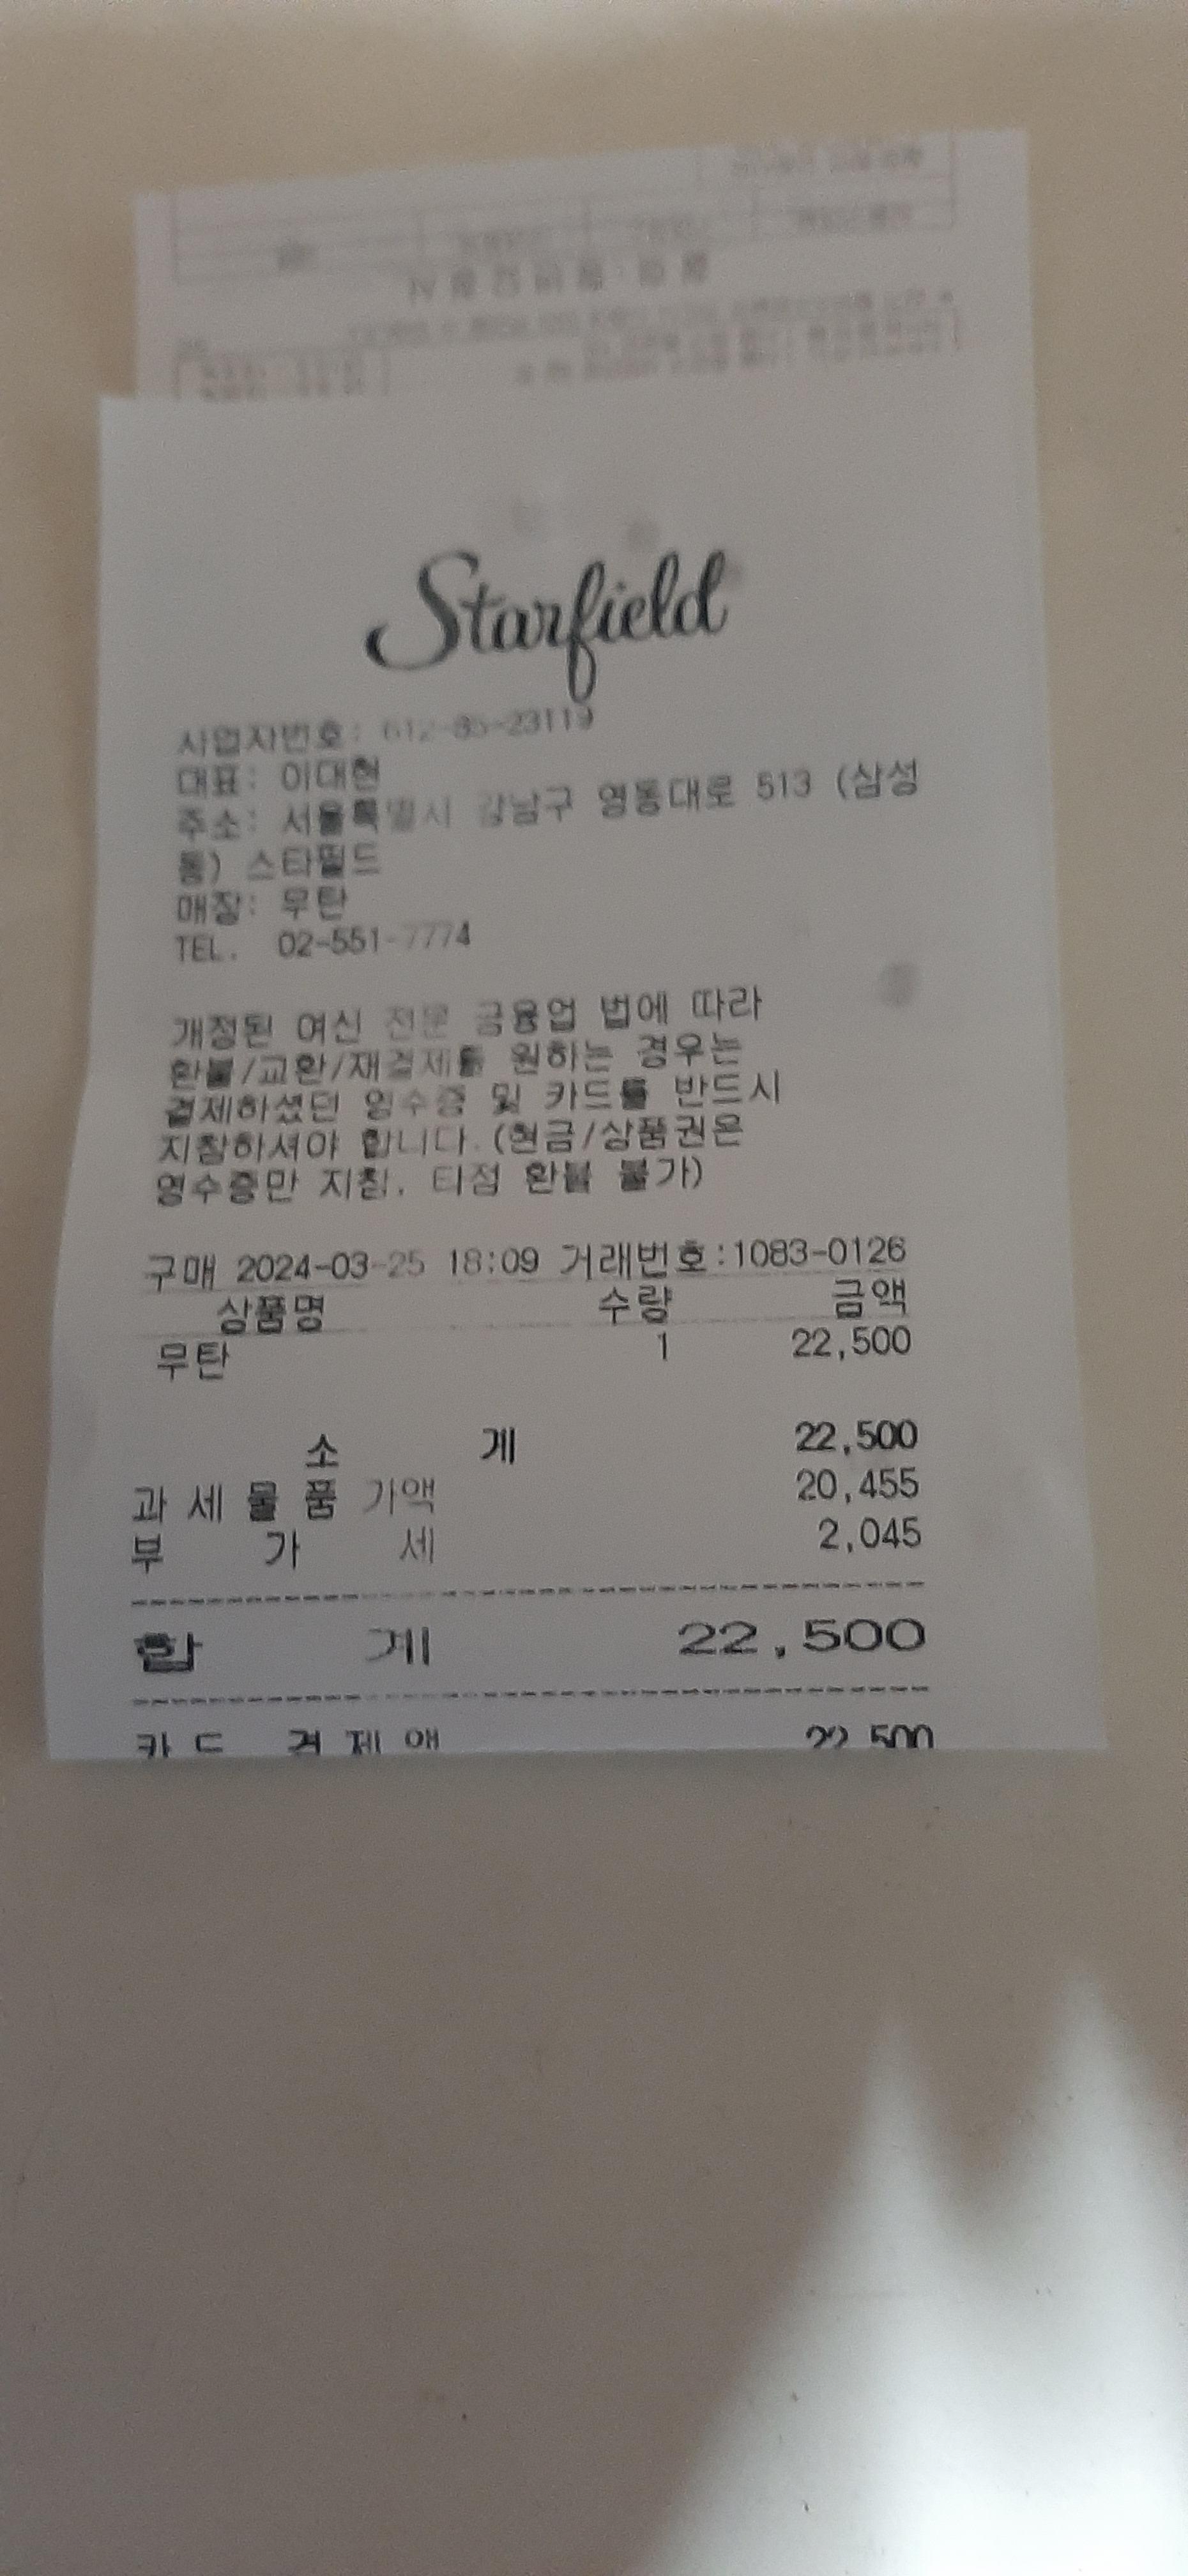 Starfield
사업자번호: 612-85-23119
대표: 이대현
주소: 서울특별시 강남구 영동대로 513 (삼성
동) 스타필드
매장: 무탄
TEL. 02-551-7774
개정된 여신 전문 금융업 법에 따라
환불/교환/재결제를 원하는 경우는
결제하셨던 영수증 및 카드를 반드시
지참하셔야 합니다.(현금/상품권은
영수증만 지참. 타점 환불 불가)
구매 2024-03-25 18:09 거래번호:1083-0126
상품명 수량 금액
무탄 1 22,500
소 계 22,500
과 세 물 품 가액 20,455
부 가 세 2,045
합 계 22,500
카 드 결 제 액 22,500